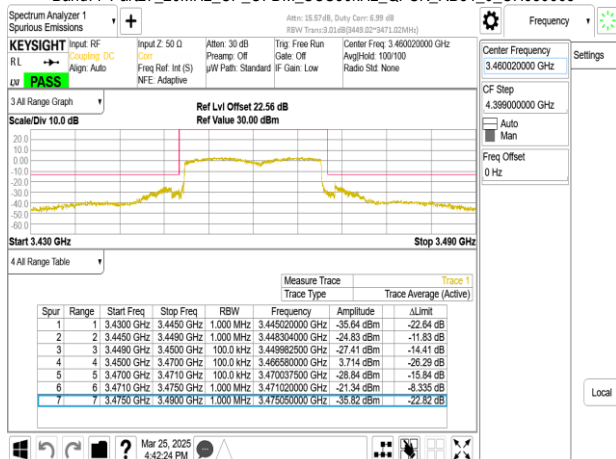 Spectrum Analyzer 1
Spurious Emissions
Attn: 15.57dB, Duty Corr: 6.99 dB
RBW Trans:3.01dB(3449.02~3471.02MHz)
Frequency
KEYSIGHT Input: RF
RL
Coupling: DC
Align: Auto
LXI PASS
Input Z: 50 Ω
Corr
Freq Ref: Int (S)
NFE: Adaptive
Atten: 30 dB
Preamp: Off
µW Path: Standard
Trig: Free Run
Gate: Off
IF Gain: Low
Center Freq: 3.460020000 GHz
Avg|Hold: 100/100
Radio Std: None
Center Frequency
3.460020000 GHz
Settings
CF Step
4.399000000 GHz
Auto
Man
Freq Offset
0 Hz
3 All Range Graph
Scale/Div 10.0 dB
Ref Lvl Offset 22.56 dB
Ref Value 30.00 dBm
20.0
10.0
0.00
-10.0
-20.0
-30.0
-40.0
-50.0
-60.0
Start 3.430 GHz
Stop 3.490 GHz
4 All Range Table
Measure Trace Trace 1
Trace Type Trace Average (Active)
Spur Range Start Freq Stop Freq RBW Frequency Amplitude ΔLimit
1 1 3.4300 GHz 3.4450 GHz 1.000 MHz 3.445020000 GHz -35.64 dBm -22.64 dB
2 2 3.4450 GHz 3.4490 GHz 1.000 MHz 3.448304000 GHz -24.83 dBm -11.83 dB
3 3 3.4490 GHz 3.4500 GHz 100.0 kHz 3.449982500 GHz -27.41 dBm -14.41 dB
4 4 3.4500 GHz 3.4700 GHz 100.0 kHz 3.466580000 GHz 3.714 dBm -26.29 dB
5 5 3.4700 GHz 3.4710 GHz 100.0 kHz 3.470037500 GHz -28.84 dBm -15.84 dB
6 6 3.4710 GHz 3.4750 GHz 1.000 MHz 3.471020000 GHz -21.34 dBm -8.335 dB
7 7 3.4750 GHz 3.4900 GHz 1.000 MHz 3.475050000 GHz -35.82 dBm -22.82 dB
Local
Mar 25, 2025
4:42:24 PM